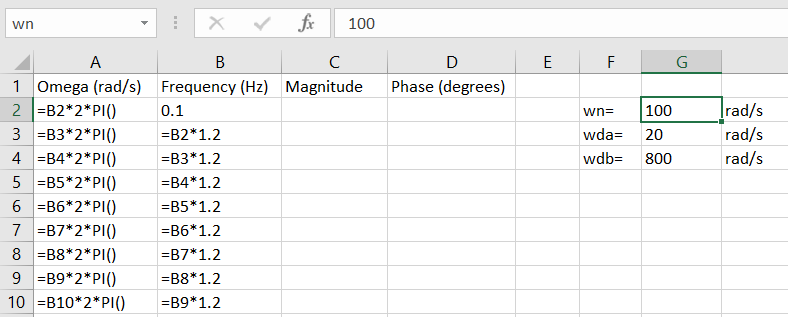 wn fx 100
A B C D E F G
1 Omega (rad/s) Frequency (Hz) Magnitude Phase (degrees)
2 =B2*2*PI() 0.1 wn= 100 rad/s
3 =B3*2*PI() =B2*1.2 wda= 20 rad/s
4 =B4*2*PI() =B3*1.2 wdb= 800 rad/s
5 =B5*2*PI() =B4*1.2
6 =B6*2*PI() =B5*1.2
7 =B7*2*PI() =B6*1.2
8 =B8*2*PI() =B7*1.2
9 =B9*2*PI() =B8*1.2
10 =B10*2*PI() =B9*1.2